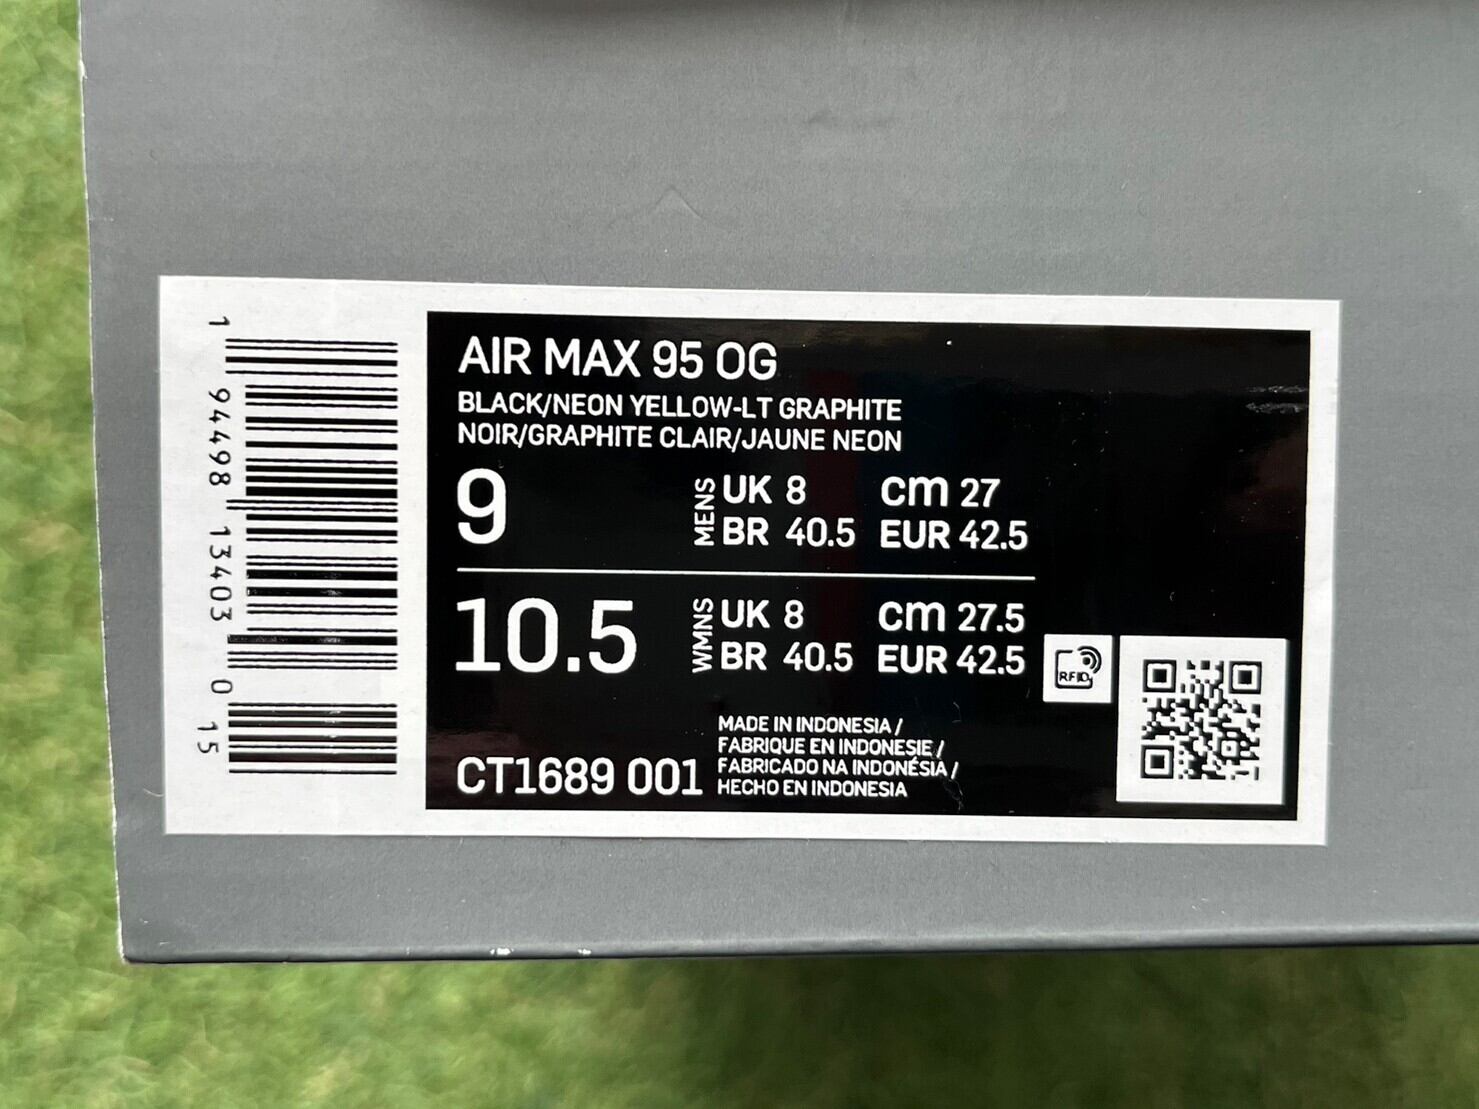 1 94498 13403 0 15
AIR MAX 95 OG
BLACK/NEON YELLOW-LT GRAPHITE
NOIR/GRAPHITE CLAIR/JAUNE NEON
9 MENS UK 8 cm 27
BR 40.5 EUR 42.5
10.5 WMNS UK 8 cm 27.5
BR 40.5 EUR 42.5
RFID
MADE IN INDONESIA /
FABRIQUE EN INDONESIE /
FABRICADO NA INDONÉSIA /
HECHO EN INDONESIA
CT1689 001